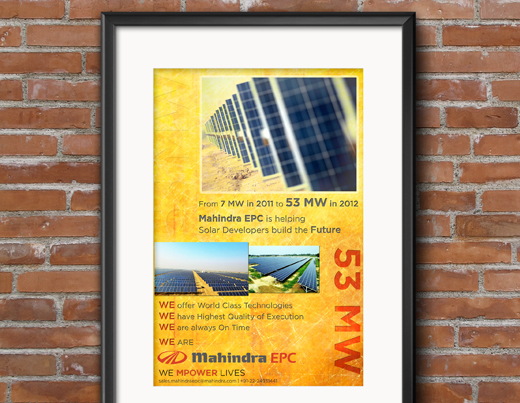 From 7 MW in 2011 to 53 MW in 2012
Mahindra EPC is helping
Solar Developers build the Future
53 MW
WE offer World Class Technologies
WE have Highest Quality of Execution
WE are always On Time
WE ARE
Mahindra EPC
WE MPOWER LIVES